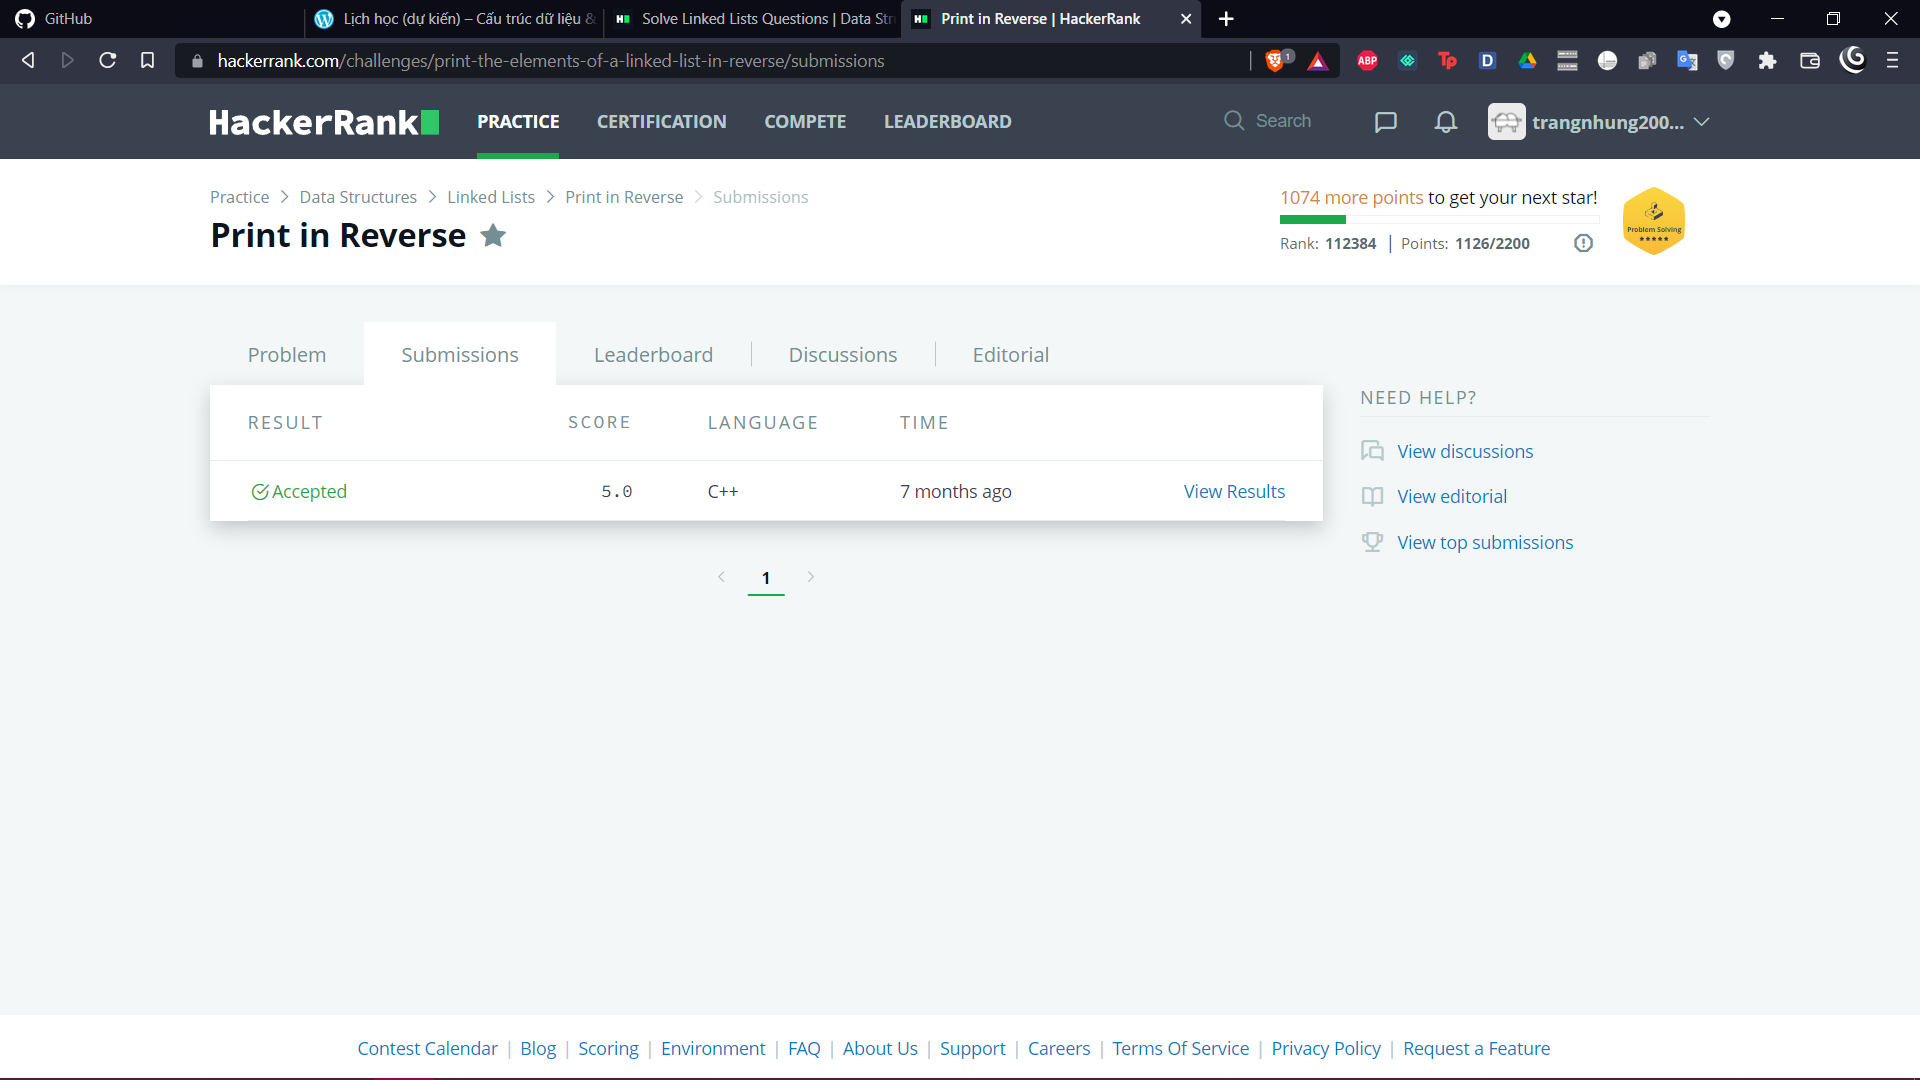 GitHub
Lịch học (dự kiến) – Cấu trúc dữ liệu &
Solve Linked Lists Questions | Data Str
Print in Reverse | HackerRank
hackerrank.com/challenges/print-the-elements-of-a-linked-list-in-reverse/submissions
1
ABP
Tp
D
HackerRank
PRACTICE
CERTIFICATION
COMPETE
LEADERBOARD
Search
trangnhung200...
Practice > Data Structures > Linked Lists > Print in Reverse > Submissions
Print in Reverse
1074 more points to get your next star!
Rank: 112384 | Points: 1126/2200
Problem Solving
Problem
Submissions
Leaderboard
Discussions
Editorial
RESULT SCORE LANGUAGE TIME
Accepted 5.0 C++ 7 months ago View Results
1
NEED HELP?
View discussions
View editorial
View top submissions
Contest Calendar | Blog | Scoring | Environment | FAQ | About Us | Support | Careers | Terms Of Service | Privacy Policy | Request a Feature